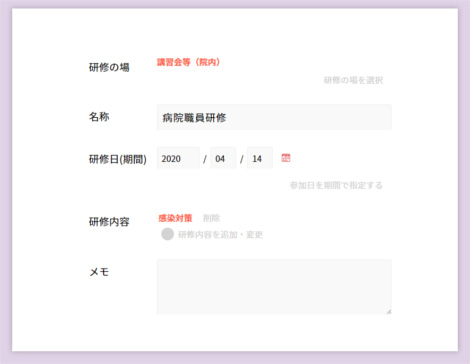 研修の場
講習会等（院内）
研修の場を選択
名称
病院職員研修
研修日(期間)
2020 / 04 / 14
参加日を期間で指定する
研修内容
感染対策 削除
研修内容を追加・変更
メモ